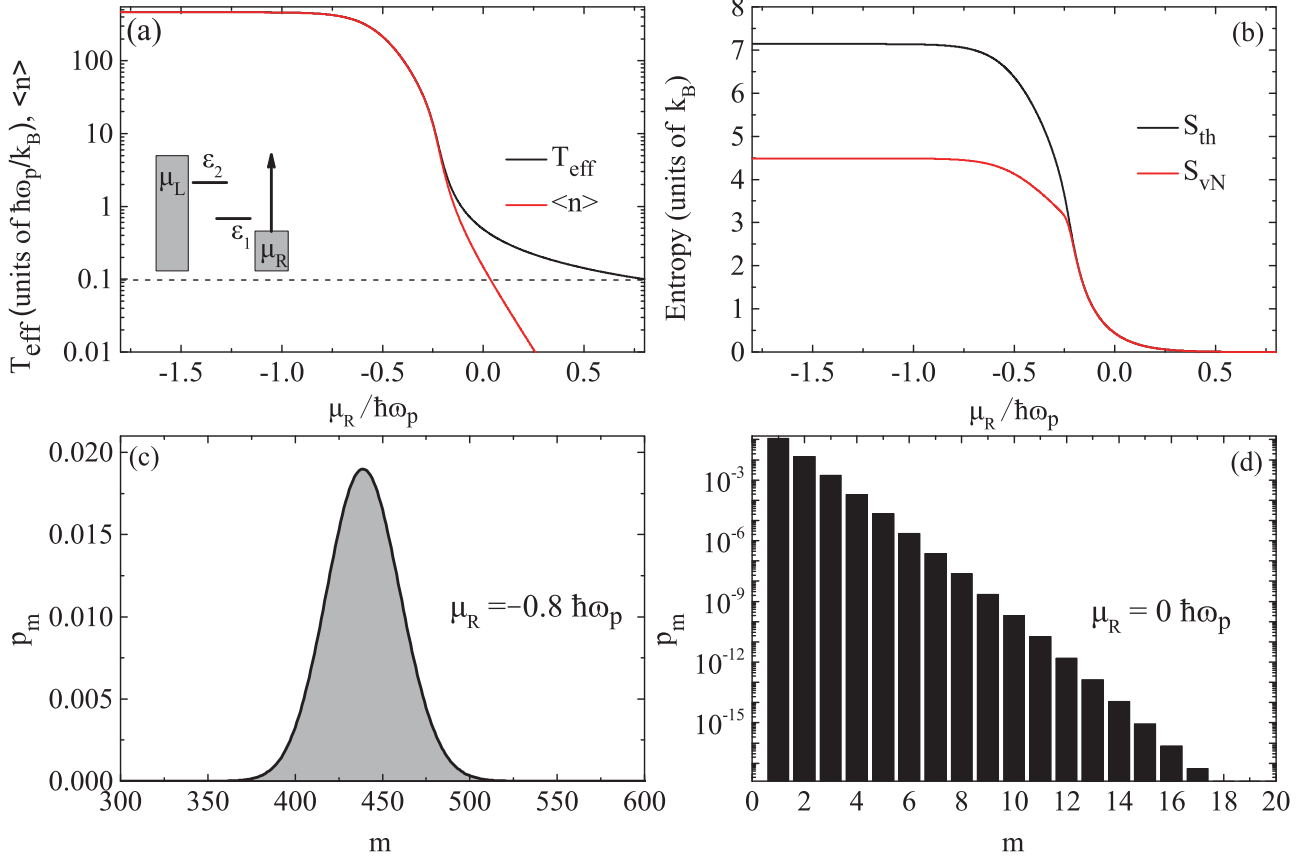 (a)
T_eff (units of ħω_p/k_B), <n>
100
10
1
0.1
0.01
μ_L
ε_2
ε_1
μ_R
T_eff
<n>
-1.5 -1.0 -0.5 0.0 0.5
μ_R /ħω_p
(b)
Entropy (units of k_B)
8
7
6
5
4
3
2
1
0
S_th
S_vN
-1.5 -1.0 -0.5 0.0 0.5
μ_R /ħω_p
(c)
p_m
0.020
0.015
0.010
0.005
0.000
μ_R =-0.8 ħω_p
300 350 400 450 500 550 600
m
(d)
p_m
10^-3
10^-6
10^-9
10^-12
10^-15
μ_R = 0 ħω_p
0 2 4 6 8 10 12 14 16 18 20
m